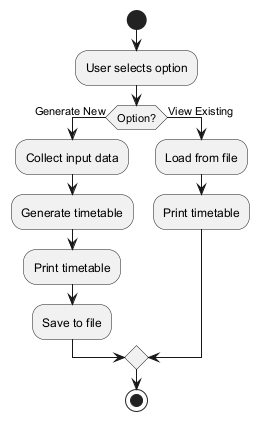 User selects option
Generate New
Option?
View Existing
Collect input data
Load from file
Generate timetable
Print timetable
Print timetable
Save to file